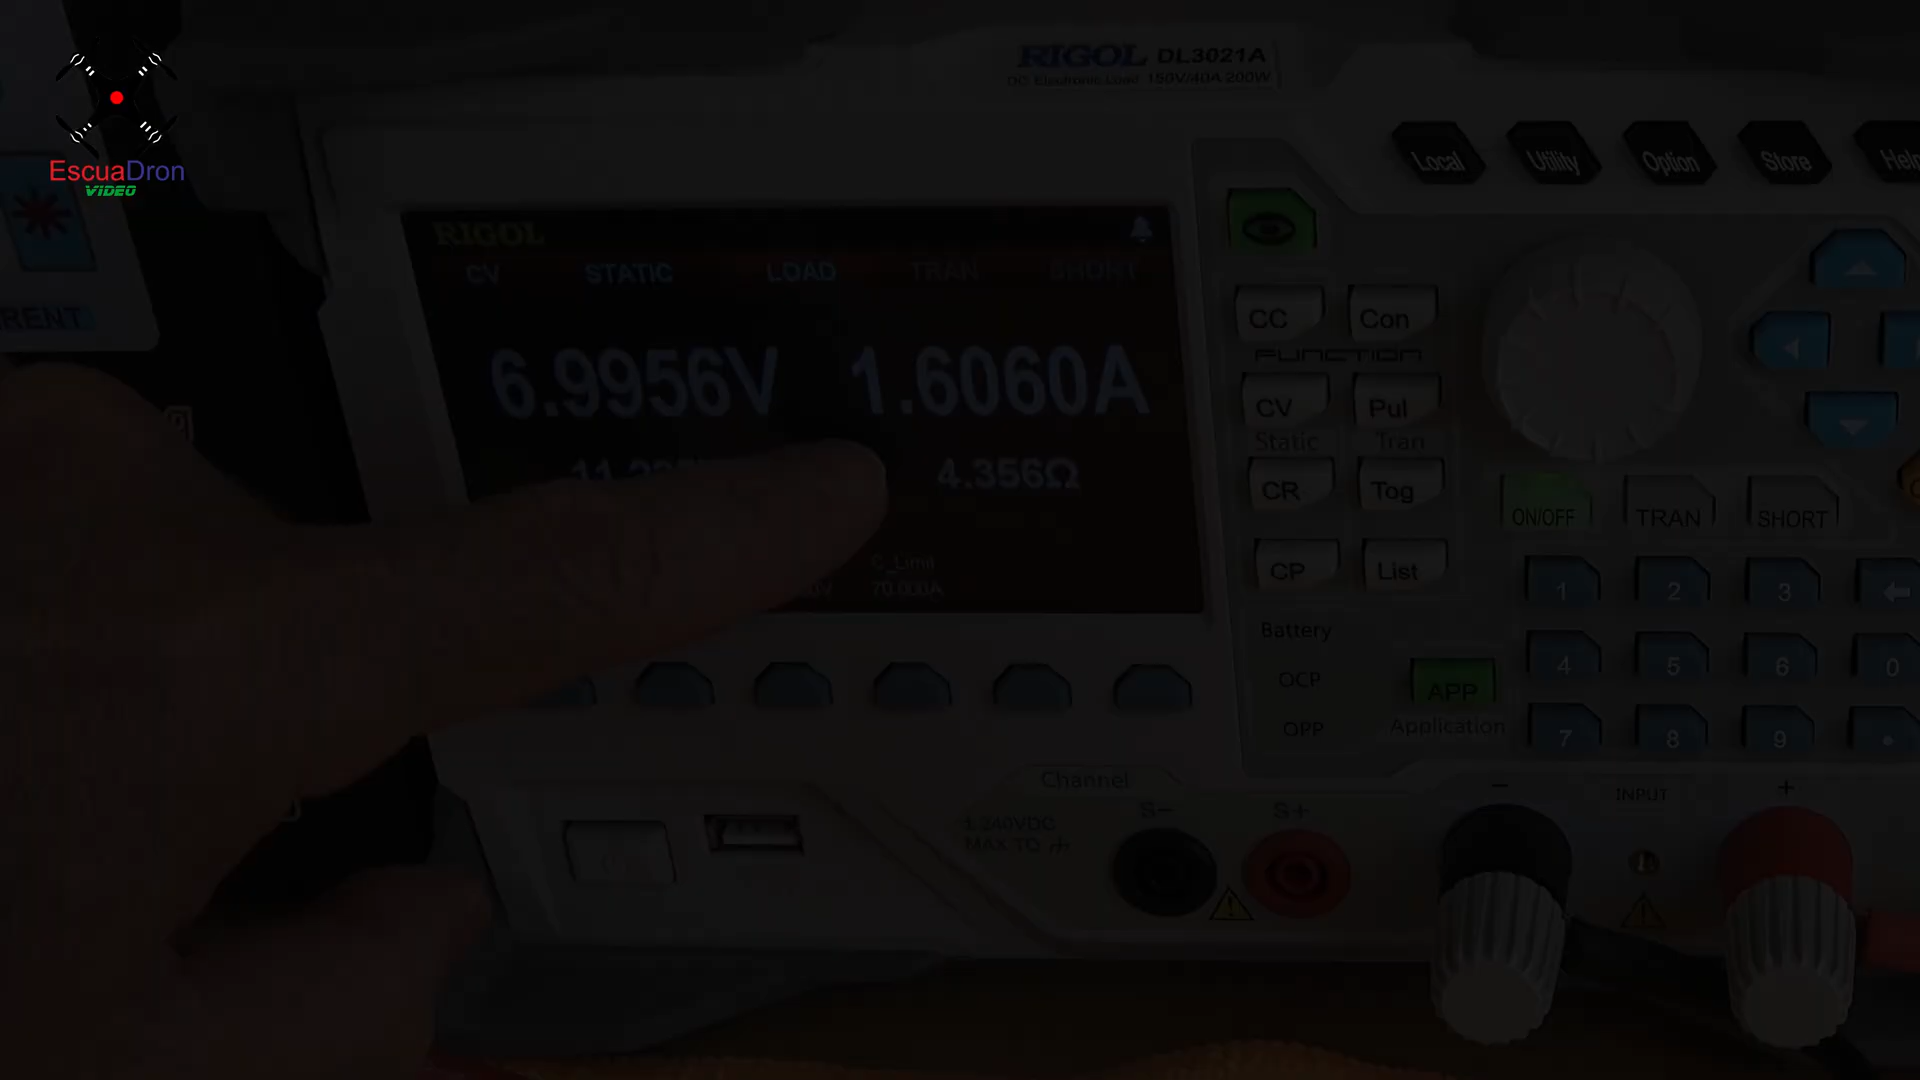 EscuaDron
VIDEO
RENT
RIGOL DL3021A
DC Electronic Load 150V/40A 200W
Local Utility Option Store Help
RIGOL
CV STATIC LOAD TRAN SHORT
6.9956V 1.6060A
4.356Ω
C_Limit
70.000A
CC Con
FUNCTION
CV Pul
Static Tran
CR Tog
CP List
ON/OFF TRAN SHORT
1 2 3
4 5 6 0
7 8 9 .
Battery
OCP
OPP
APP
Application
Channel
S- S+
240VDC
- INPUT +